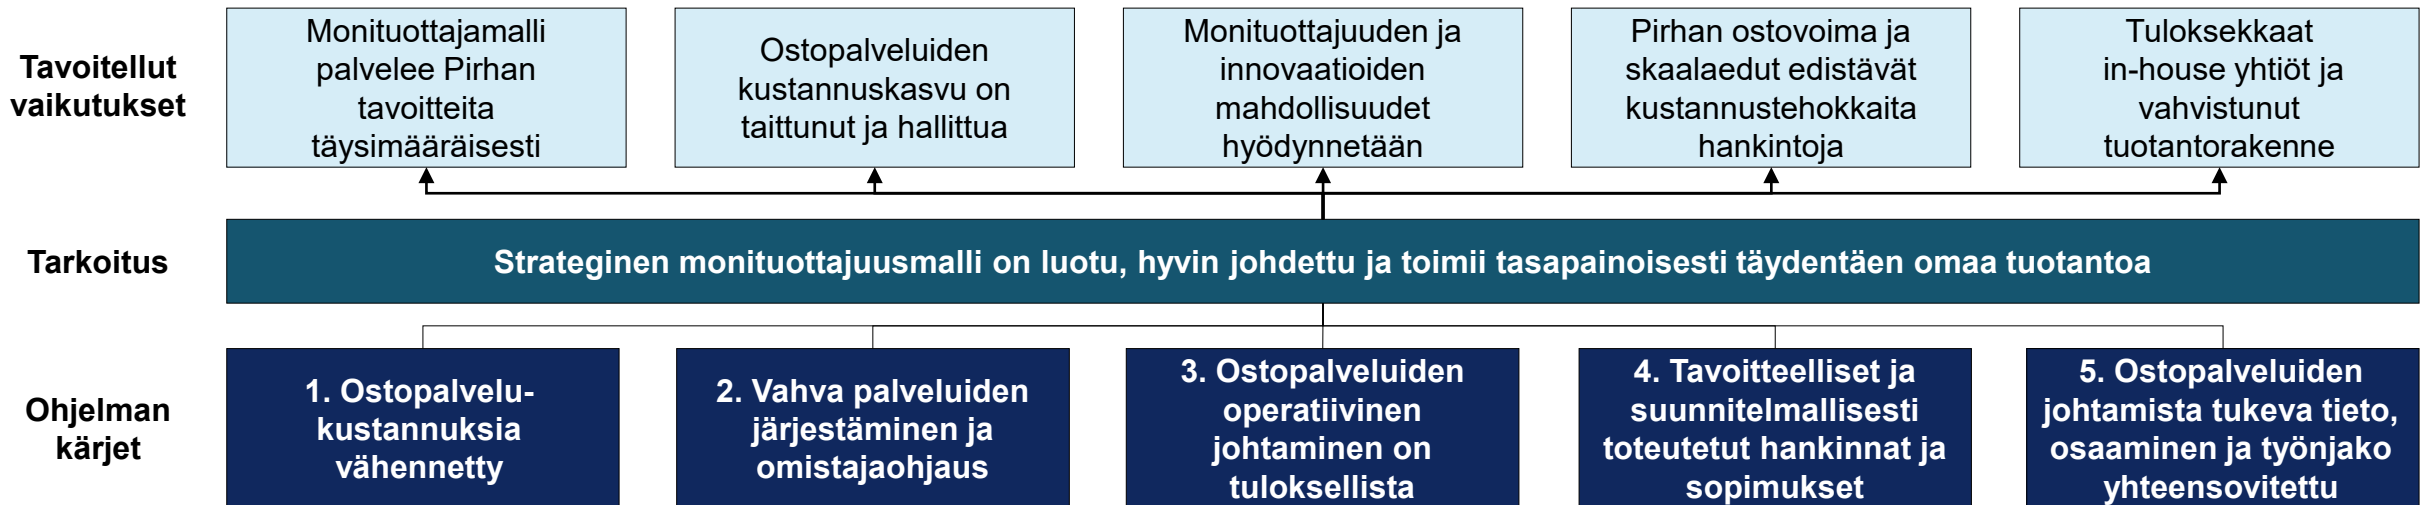 Tavoitellut
vaikutukset
Monituottajamalli
palvelee Pirhan
tavoitteita
täysimääräisesti
Ostopalveluiden
kustannuskasvu on
taittunut ja hallittua
Monituottajuuden ja
innovaatioiden
mahdollisuudet
hyödynnetään
Pirhan ostovoima ja
skaalaedut edistävät
kustannustehokkaita
hankintoja
Tuloksekkaat
in-house yhtiöt ja
vahvistunut
tuotantorakenne
Tarkoitus
Strateginen monituottajuusmalli on luotu, hyvin johdettu ja toimii tasapainoisesti täydentäen omaa tuotantoa
Ohjelman
kärjet
1. Ostopalvelu-
kustannuksia
vähennetty
2. Vahva palveluiden
järjestäminen ja
omistajaohjaus
3. Ostopalveluiden
operatiivinen
johtaminen on
tuloksellista
4. Tavoitteelliset ja
suunnitelmallisesti
toteutetut hankinnat ja
sopimukset
5. Ostopalveluiden
johtamista tukeva tieto,
osaaminen ja työnjako
yhteensovitettu